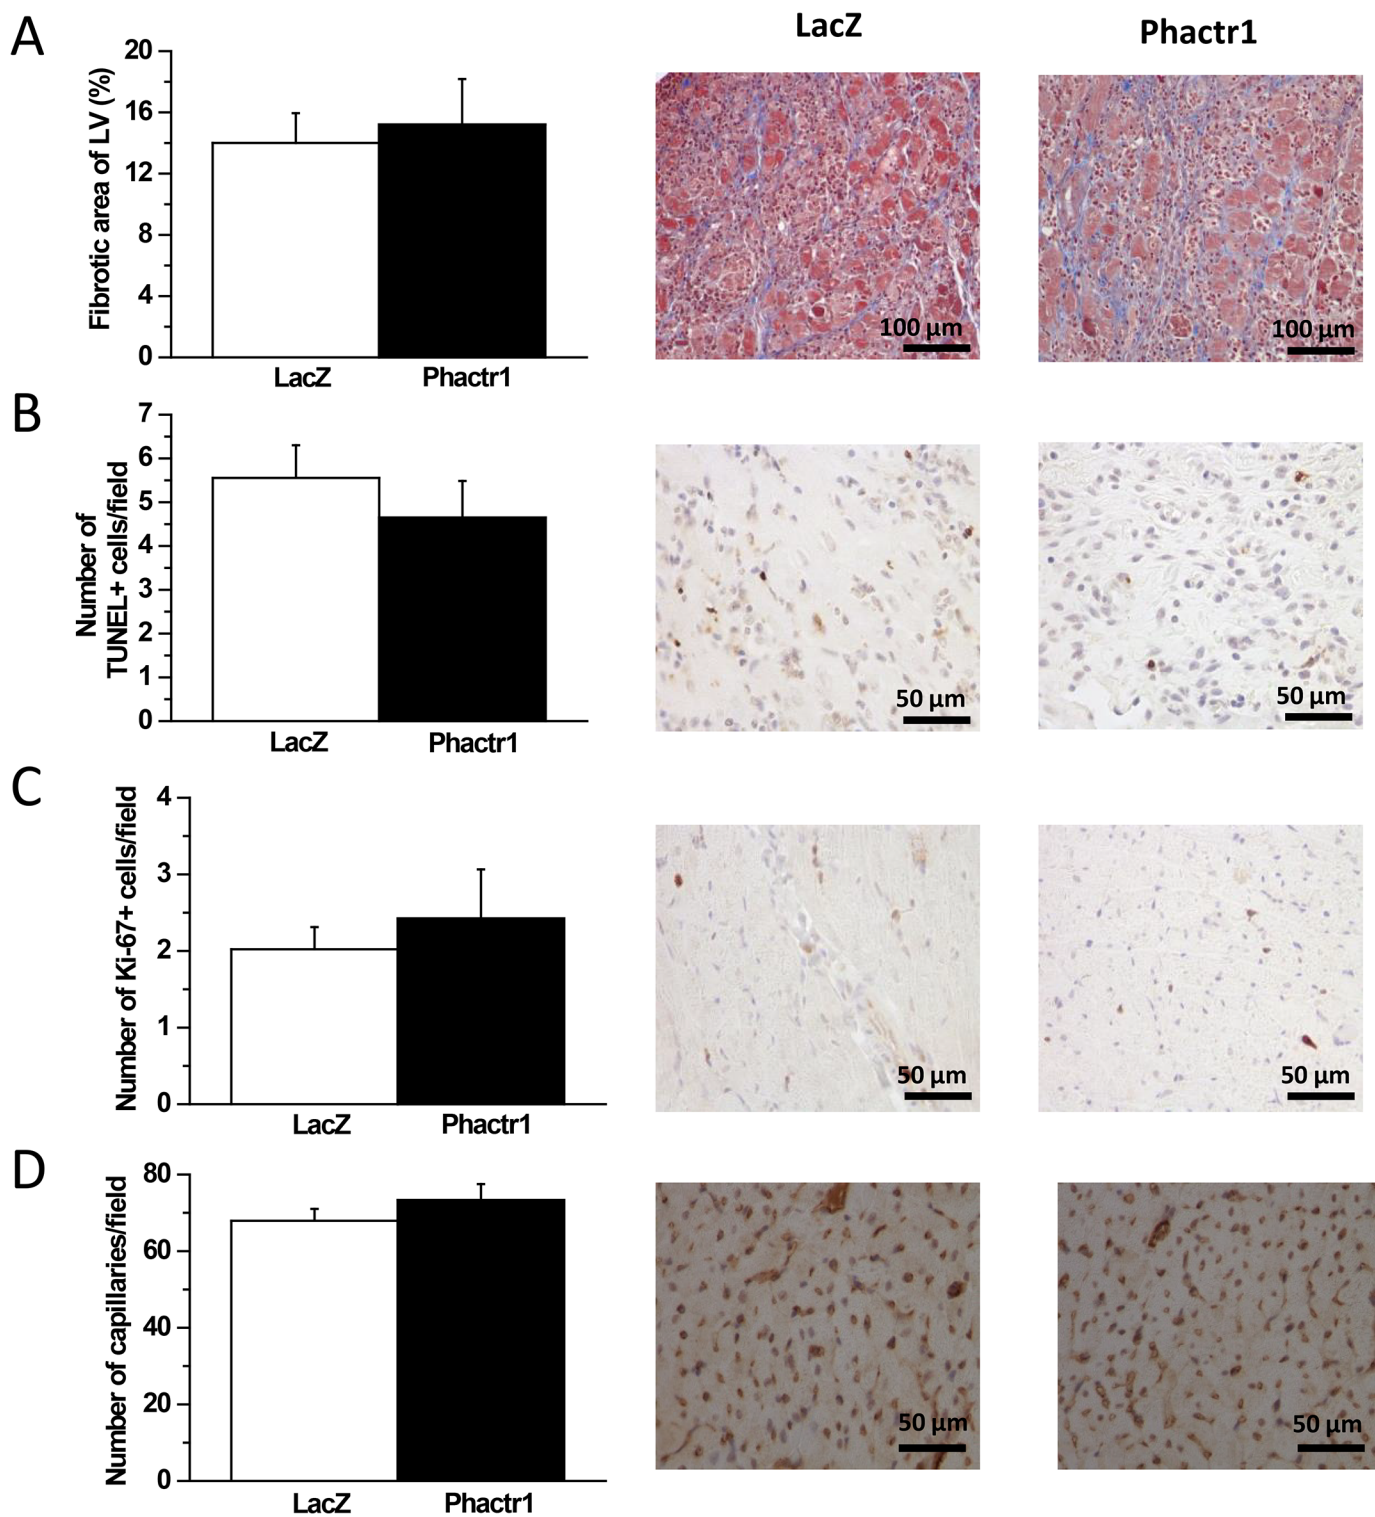 A
LacZ
Phactr1
Fibrotic area of LV (%)
20
16
12
8
4
0
LacZ
Phactr1
100 µm
100 µm
B
Number of
TUNEL+ cells/field
7
6
5
4
3
2
1
0
LacZ
Phactr1
50 µm
50 µm
C
Number of Ki-67+ cells/field
4
3
2
1
0
LacZ
Phactr1
50 µm
50 µm
D
Number of capillaries/field
80
60
40
20
0
LacZ
Phactr1
50 µm
50 µm